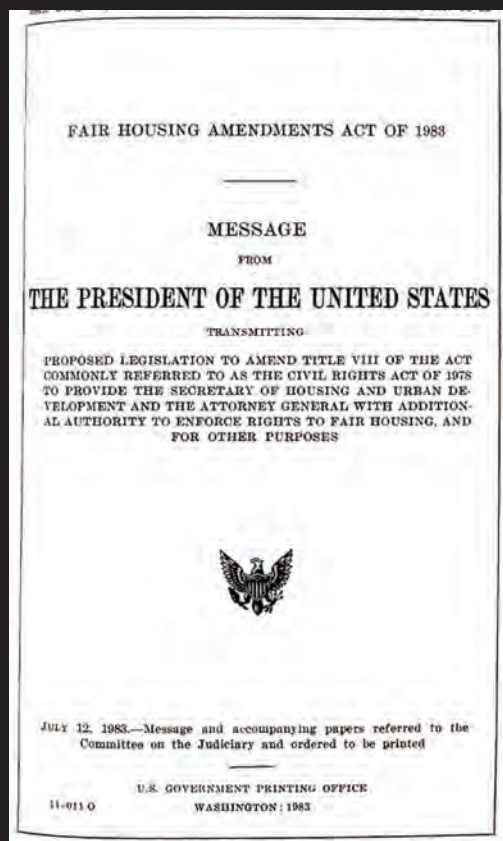 FAIR HOUSING AMENDMENTS ACT OF 1983
MESSAGE
FROM
THE PRESIDENT OF THE UNITED STATES
TRANSMITTING
PROPOSED LEGISLATION TO AMEND TITLE VIII OF THE ACT
COMMONLY REFERRED TO AS THE CIVIL RIGHTS ACT OF 1978
TO PROVIDE THE SECRETARY OF HOUSING AND URBAN DE-
VELOPMENT AND THE ATTORNEY GENERAL WITH ADDITION-
AL AUTHORITY TO ENFORCE RIGHTS TO FAIR HOUSING, AND
FOR OTHER PURPOSES
JULY 12, 1983.—Message and accompanying papers referred to the
Committee on the Judiciary and ordered to be printed
U.S. GOVERNMENT PRINTING OFFICE
11-011 O WASHINGTON : 1983